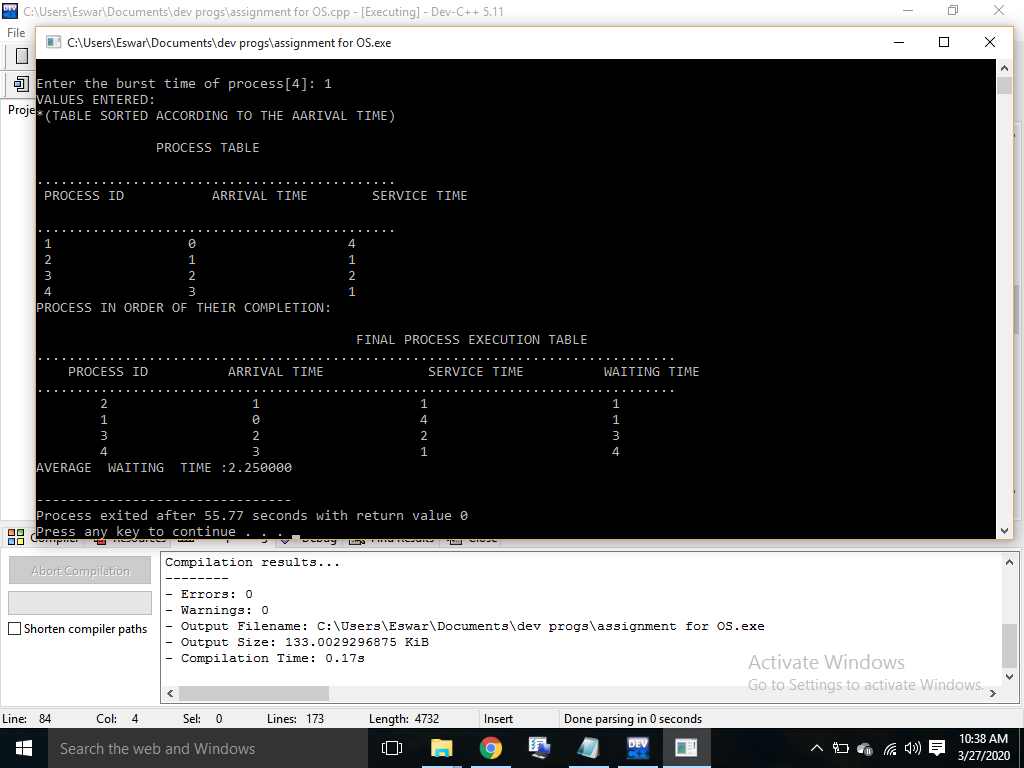 C:\Users\Eswar\Documents\dev progs\assignment for OS.cpp - [Executing] - Dev-C++ 5.11
File
C:\Users\Eswar\Documents\dev progs\assignment for OS.exe
Proje
Enter the burst time of process[4]: 1
VALUES ENTERED:
*(TABLE SORTED ACCORDING TO THE AARIVAL TIME)
PROCESS TABLE
.............................................
PROCESS ID ARRIVAL TIME SERVICE TIME
.............................................
1 0 4
2 1 1
3 2 2
4 3 1
PROCESS IN ORDER OF THEIR COMPLETION:
FINAL PROCESS EXECUTION TABLE
................................................................................
PROCESS ID ARRIVAL TIME SERVICE TIME WAITING TIME
................................................................................
2 1 1 1
1 0 4 1
3 2 2 3
4 3 1 4
AVERAGE WAITING TIME :2.250000
--------------------------------
Process exited after 55.77 seconds with return value 0
Press any key to continue . . .
Compiler Resources Debug Find Results Close
Abort Compilation
Shorten compiler paths
Compilation results...
--------
- Errors: 0
- Warnings: 0
- Output Filename: C:\Users\Eswar\Documents\dev progs\assignment for OS.exe
- Output Size: 133.0029296875 KiB
- Compilation Time: 0.17s
Activate Windows
Go to Settings to activate Windows.
Line: 84 Col: 4 Sel: 0 Lines: 173 Length: 4732 Insert Done parsing in 0 seconds
Search the web and Windows
DEV
10:38 AM
3/27/2020